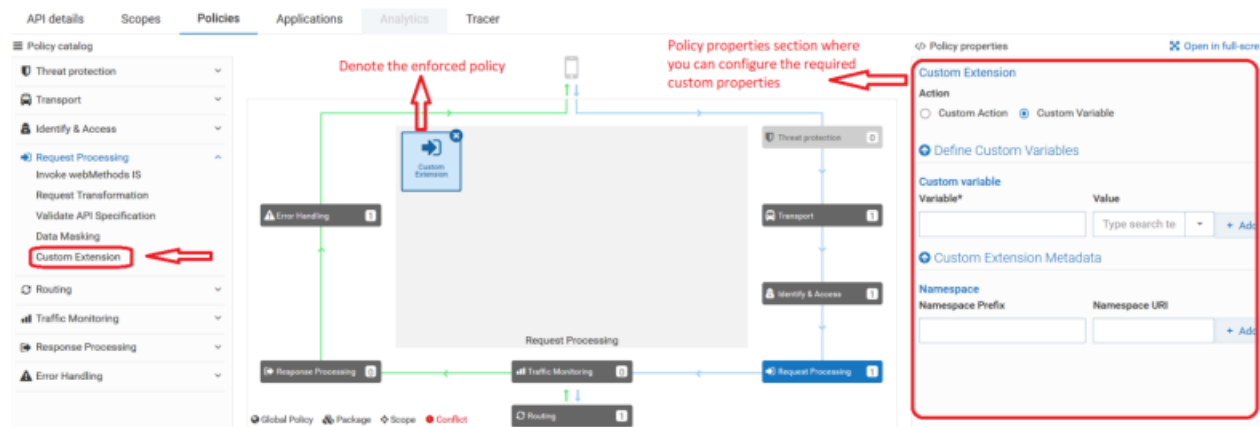 API details
Scopes
Policies
Applications
Analytics
Tracer
Policy catalog
Threat protection
Transport
Identify & Access
Request Processing
Invoke webMethods IS
Request Transformation
Validate API Specification
Data Masking
Custom Extension
Routing
Traffic Monitoring
Response Processing
Error Handling
Denote the enforced policy
Policy properties section where
you can configure the required
custom properties
Custom
Extension
Threat protection 0
Error Handling 1
Transport 1
Identify & Access 1
Request Processing
Response Processing 0
Traffic Monitoring 0
Request Processing 1
Routing 1
Global Policy Package Scope Conflict
</> Policy properties
Open in full-scre
Custom Extension
Action
Custom Action Custom Variable
Define Custom Variables
Custom variable
Variable* Value
Type search te
+ Add
Custom Extension Metadata
Namespace
Namespace Prefix Namespace URI
+ Add